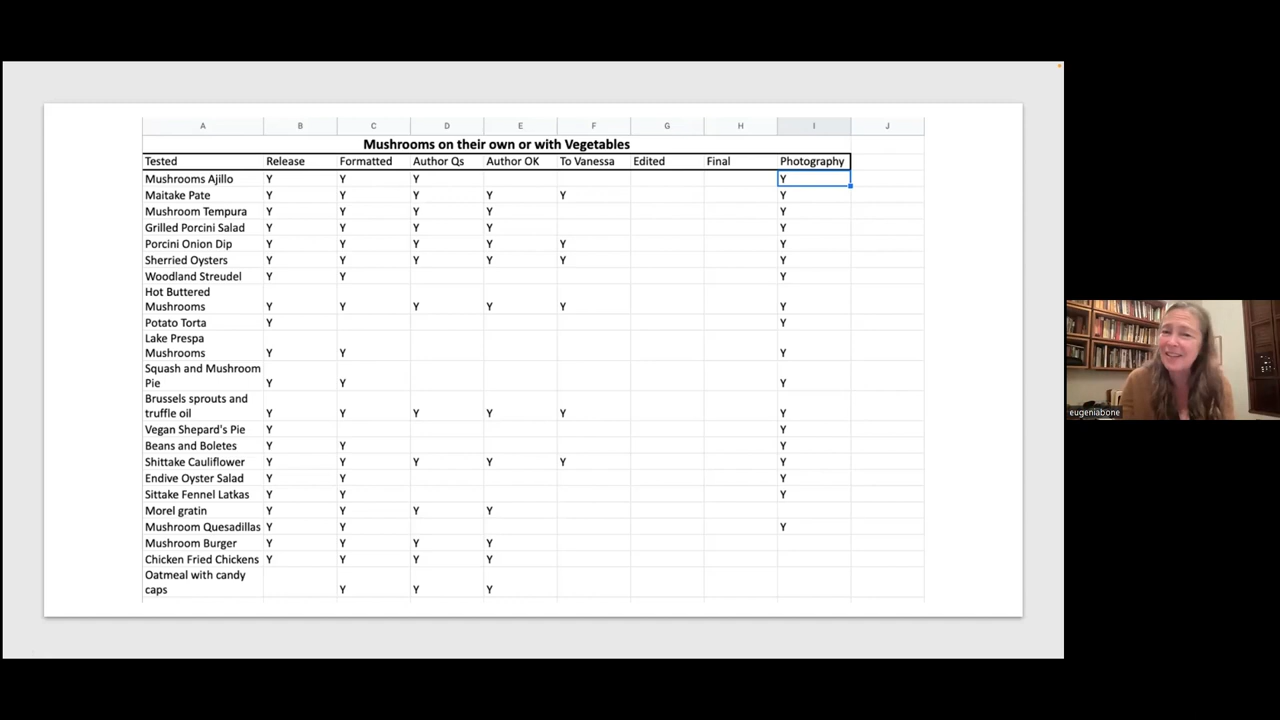 A B C D E F G H I J
Mushrooms on their own or with Vegetables
Tested Release Formatted Author Qs Author OK To Vanessa Edited Final Photography
Mushrooms Ajillo Y Y Y Y
Maitake Pate Y Y Y Y Y Y
Mushroom Tempura Y Y Y Y Y
Grilled Porcini Salad Y Y Y Y Y
Porcini Onion Dip Y Y Y Y Y Y
Sherried Oysters Y Y Y Y Y Y
Woodland Streudel Y Y Y
Hot Buttered
Mushrooms Y Y Y Y Y Y
Potato Torta Y Y
Lake Prespa
Mushrooms Y Y Y
Squash and Mushroom
Pie Y Y Y
Brussels sprouts and
truffle oil Y Y Y Y Y Y
Vegan Shepard's Pie Y Y
Beans and Boletes Y Y Y
Shittake Cauliflower Y Y Y Y Y Y
Endive Oyster Salad Y Y Y
Sittake Fennel Latkas Y Y Y
Morel gratin Y Y Y Y
Mushroom Quesadillas Y Y Y
Mushroom Burger Y Y Y Y
Chicken Fried Chickens Y Y Y Y
Oatmeal with candy
caps Y Y Y
eugeniabone